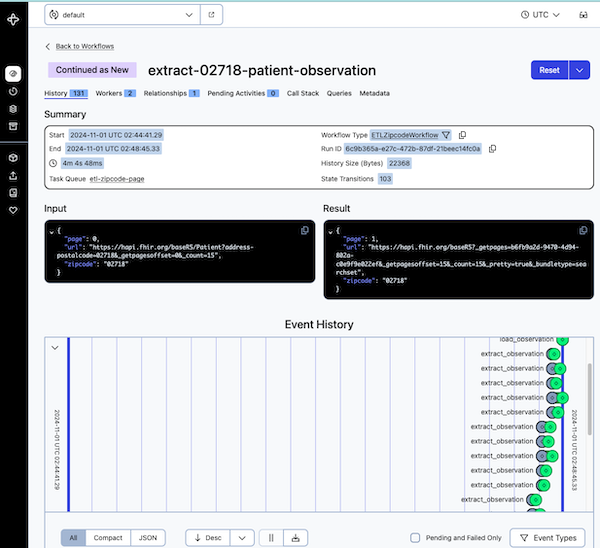 default
UTC
Back to Workflows
Continued as New
extract-02718-patient-observation
Reset
History 131 Workers 2 Relationships 1 Pending Activities 0 Call Stack Queries Metadata
Summary
Start 2024-11-01 UTC 02:44:41.29
Workflow Type ETLZipcodeWorkflow
End 2024-11-01 UTC 02:48:45.33
Run ID 6c9b365a-e27c-472b-87df-21beec14fc0a
4m 4s 48ms
History Size (Bytes) 22368
Task Queue etl-zipcode-page
State Transitions 103
Input
{
"page": 0,
"url": "https://hapi.fhir.org/baseR5/Patient?address-
postalcode=02718&_getpagesoffset=0&_count=15",
"zipcode": "02718"
}
Result
{
"page": 1,
"url": "https://hapi.fhir.org/baseR5?_getpages=b6fb9a2d-9470-4d94-
802a-
c0e9f9e022ef&_getpagesoffset=15&_count=15&_pretty=true&_bundletype=sea
rchset",
"zipcode": "02718"
}
Event History
2024-11-01 UTC 02:44:41.29
load_observation
extract_observation
extract_observation
extract_observation
extract_observation
extract_observation
extract_observation
extract_observation
extract_observation
extract_observation
extract_observation
extract_observation
2024-11-01 UTC 02:48:45.33
All Compact JSON
Desc
Pending and Failed Only
Event Types